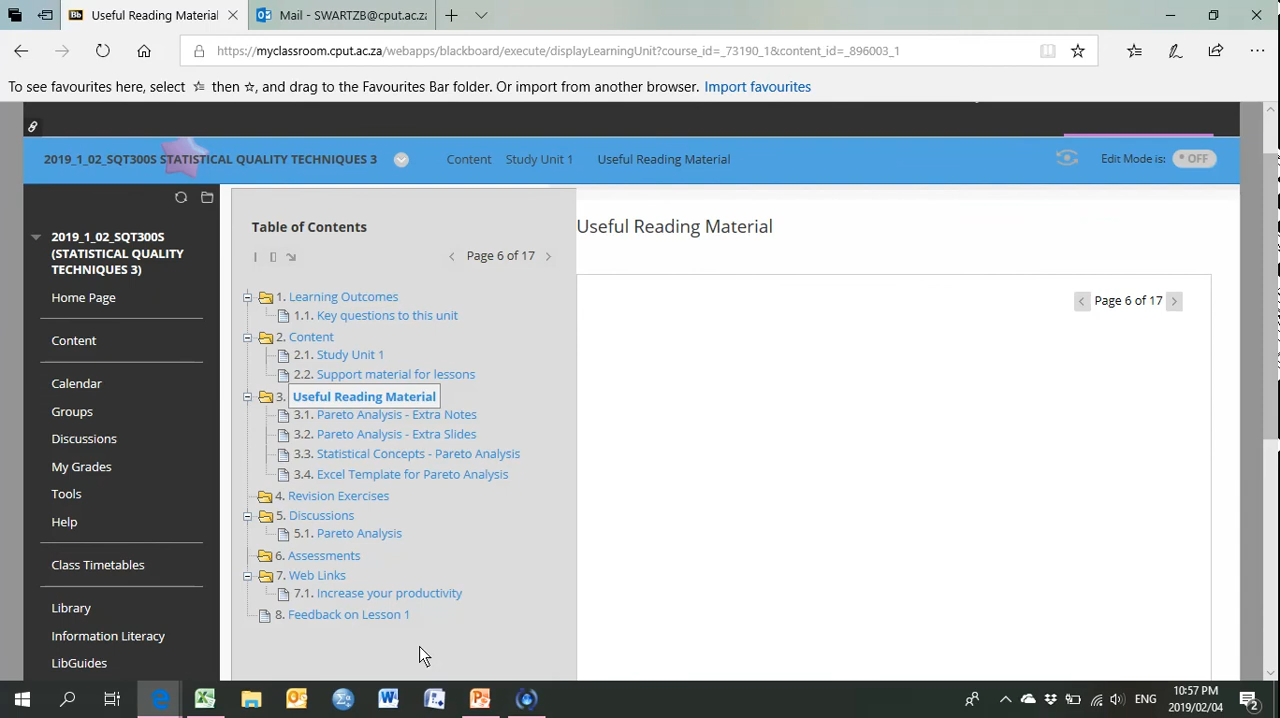 Useful Reading Material
Mail - SWARTZB@cput.ac.za
https://myclassroom.cput.ac.za/webapps/blackboard/execute/displayLearningUnit?course_id=_73190_1&content_id=_896003_1
To see favourites here, select then , and drag to the Favourites Bar folder. Or import from another browser. Import favourites
2019_1_02_SQT300S STATISTICAL QUALITY TECHNIQUES 3
Content
Study Unit 1
Useful Reading Material
Edit Mode is:
OFF
2019_1_02_SQT300S
(STATISTICAL QUALITY
TECHNIQUES 3)
Home Page
Content
Calendar
Groups
Discussions
My Grades
Tools
Help
Class Timetables
Library
Information Literacy
LibGuides
Table of Contents
Page 6 of 17
1. Learning Outcomes
1.1. Key questions to this unit
2. Content
2.1. Study Unit 1
2.2. Support material for lessons
3. Useful Reading Material
3.1. Pareto Analysis - Extra Notes
3.2. Pareto Analysis - Extra Slides
3.3. Statistical Concepts - Pareto Analysis
3.4. Excel Template for Pareto Analysis
4. Revision Exercises
5. Discussions
5.1. Pareto Analysis
6. Assessments
7. Web Links
7.1. Increase your productivity
8. Feedback on Lesson 1
Useful Reading Material
Page 6 of 17
ENG
10:57 PM
2019/02/04
2